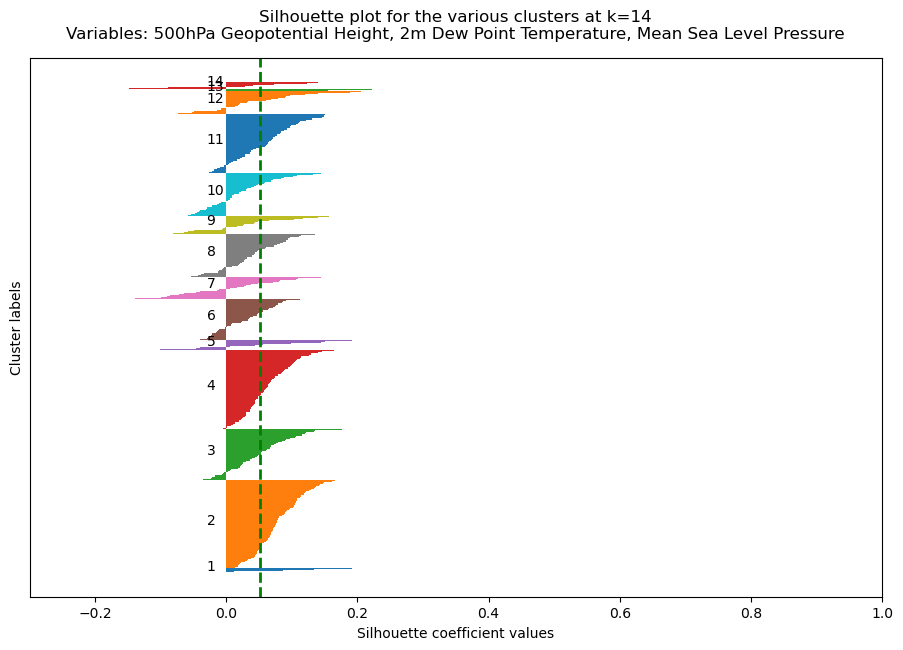 Silhouette plot for the various clusters at k=14
Variables: 500hPa Geopotential Height, 2m Dew Point Temperature, Mean Sea Level Pressure
Cluster labels
14
13
12
11
10
9
8
7
6
5
4
3
2
1
−0.2 0.0 0.2 0.4 0.6 0.8 1.0
Silhouette coefficient values